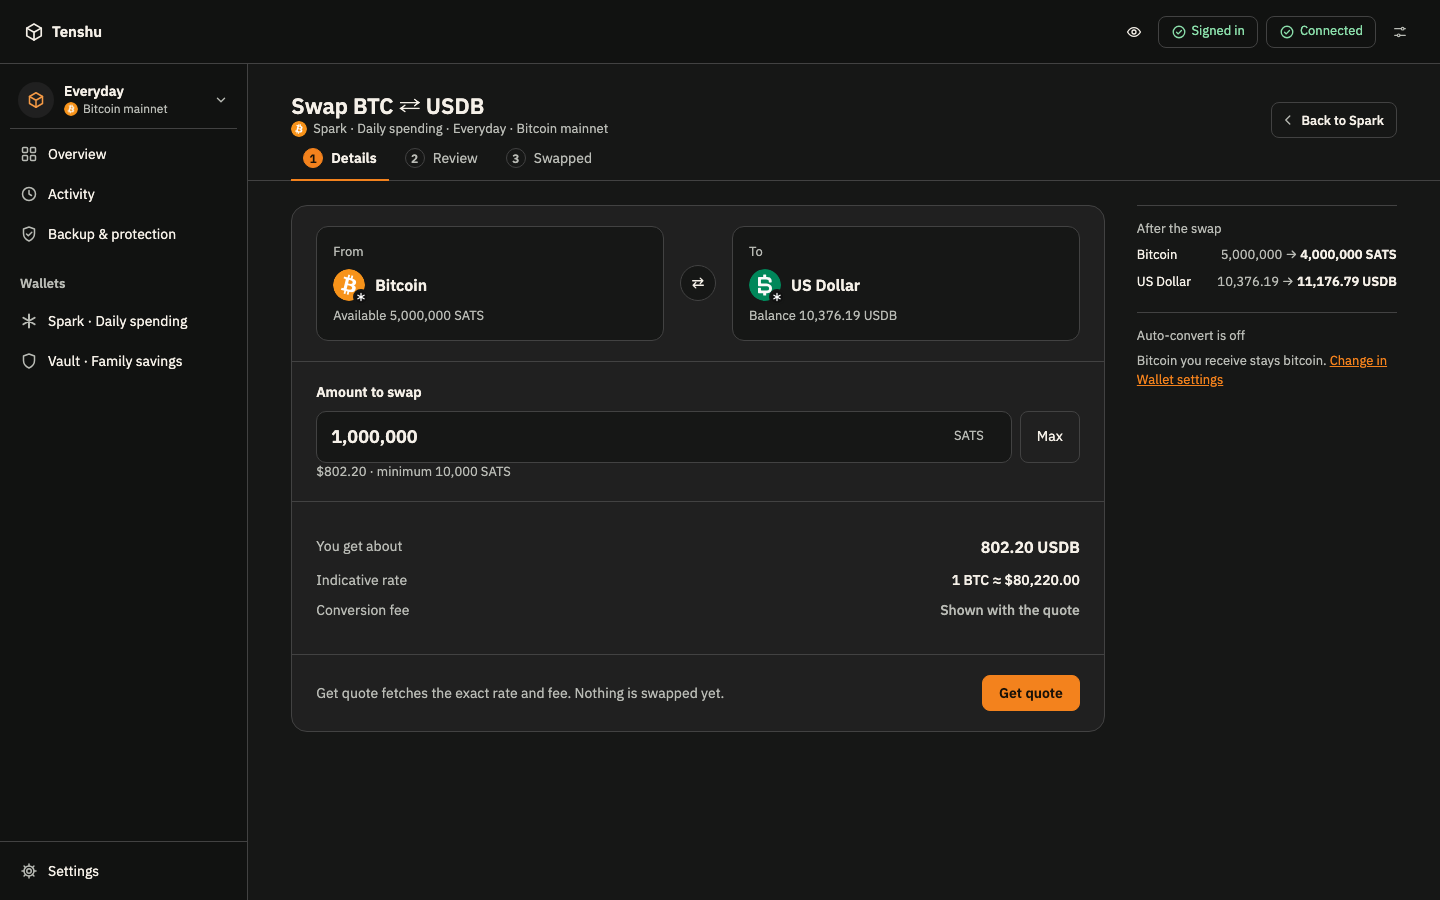 Tenshu
Signed in
Connected
Everyday
Bitcoin mainnet
Overview
Activity
Backup & protection
Wallets
Spark · Daily spending
Vault · Family savings
Settings
Swap BTC ⇄ USDB
Spark · Daily spending · Everyday · Bitcoin mainnet
Back to Spark
1 Details
2 Review
3 Swapped
From
Bitcoin
Available 5,000,000 SATS
To
US Dollar
Balance 10,376.19 USDB
Amount to swap
1,000,000 SATS
Max
$802.20 · minimum 10,000 SATS
You get about 802.20 USDB
Indicative rate 1 BTC ≈ $80,220.00
Conversion fee Shown with the quote
Get quote fetches the exact rate and fee. Nothing is swapped yet.
Get quote
After the swap
Bitcoin 5,000,000 → 4,000,000 SATS
US Dollar 10,376.19 → 11,176.79 USDB
Auto-convert is off
Bitcoin you receive stays bitcoin. Change in
Wallet settings